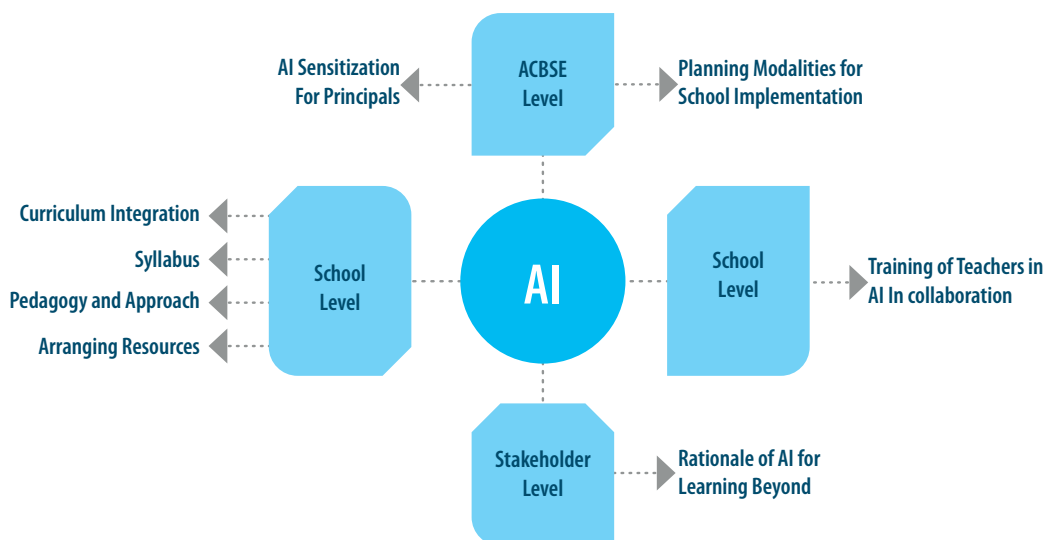 AI Sensitization
For Principals
ACBSE
Level
Planning Modalities for
School Implementation
Curriculum Integration
Syllabus
Pedagogy and Approach
Arranging Resources
School
Level
AI
School
Level
Training of Teachers in
AI In collaboration
Stakeholder
Level
Rationale of AI for
Learning Beyond